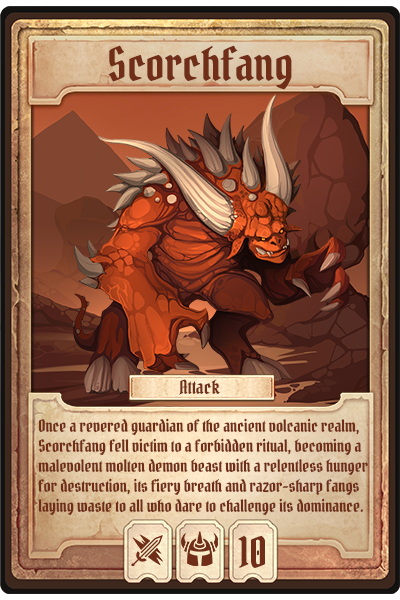 Scorchfang
Attack
Once a revered guardian of the ancient volcanic realm,
Scorchfang fell victim to a forbidden ritual, becoming a
malevolent molten demon beast with a relentless hunger
for destruction, its fiery breath and razor-sharp fangs
laying waste to all who dare to challenge its dominance.
10